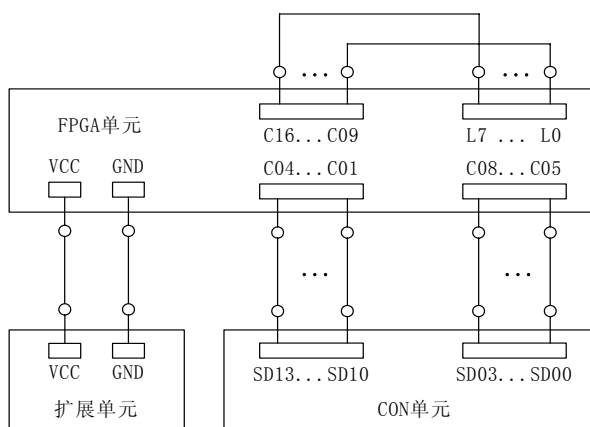 FPGA单元
C16...C09
L7 ... L0
VCC
GND
C04...C01
C08...C05
VCC
GND
SD13...SD10
SD03...SD00
扩展单元
CON单元